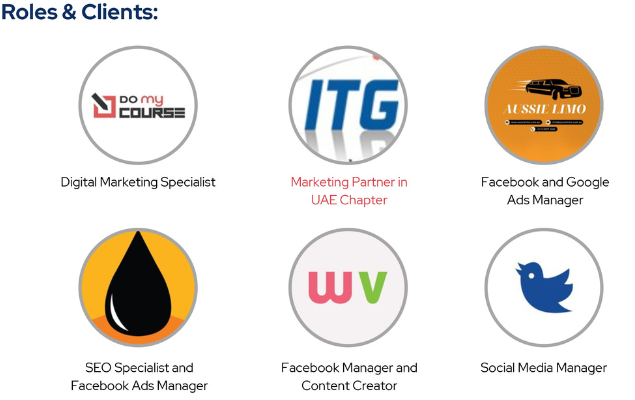 Roles & Clients:
DO my
COURSE
ITG
AUSSIE LIMO
Digital Marketing Specialist
Marketing Partner in
UAE Chapter
Facebook and Google
Ads Manager
WV
SEO Specialist and
Facebook Ads Manager
Facebook Manager and
Content Creator
Social Media Manager